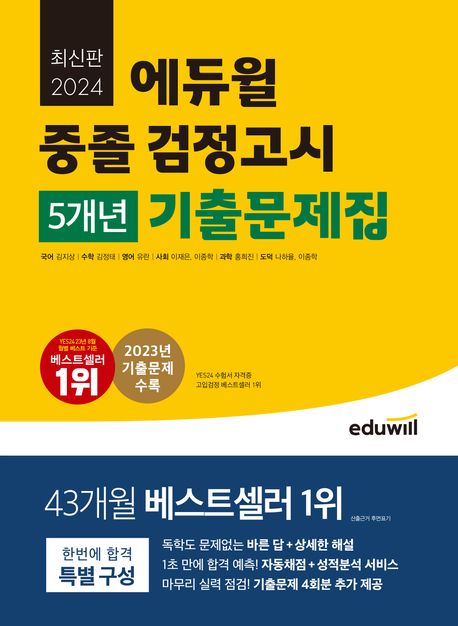 최신판
2024
에듀윌
중졸 검정고시
5개년 기출문제집
국어 김지상 | 수학 김정태 | 영어 유란 | 사회 이재은, 이종학 | 과학 홍희진 | 도덕 나하율, 이종학
YES24 23년 8월
월별 베스트 기준
베스트셀러
1위
2023년
기출문제
수록
YES24 수험서 자격증
고입검정 베스트셀러 1위
eduwill
43개월 베스트셀러 1위
산출근거 후면표기
한번에 합격
특별 구성
독학도 문제없는 바른 답 + 상세한 해설
1초 만에 합격 예측! 자동채점 + 성적분석 서비스
마무리 실력 점검! 기출문제 4회분 추가 제공